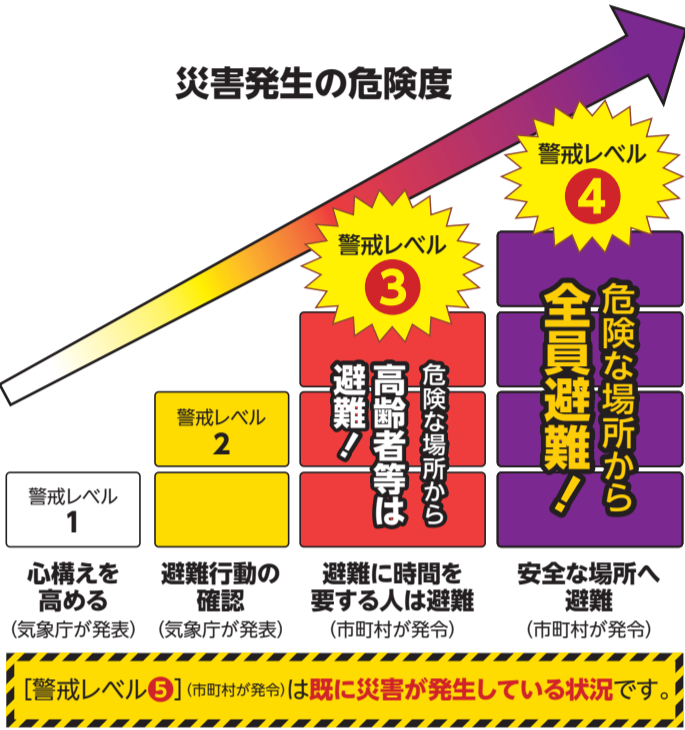 災害発生の危険度
警戒レベル
4
危険な場所から
全員避難!
警戒レベル
3
危険な場所から
高齢者等は
避難!
警戒レベル
2
警戒レベル
1
心構えを
高める
(気象庁が発表)
避難行動の
確認
(気象庁が発表)
避難に時間を
要する人は避難
(市町村が発令)
安全な場所へ
避難
(市町村が発令)
[警戒レベル5](市町村が発令)は既に災害が発生している状況です。